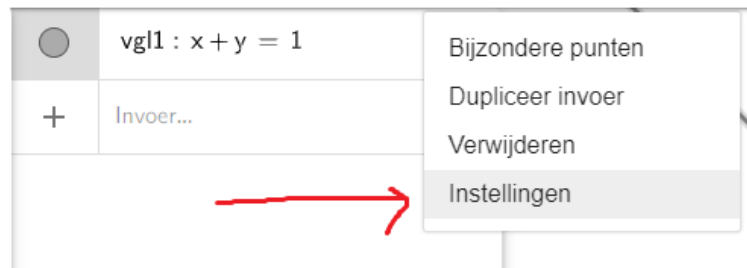 vgl1 : x + y = 1
Invoer...
Bijzondere punten
Dupliceer invoer
Verwijderen
Instellingen